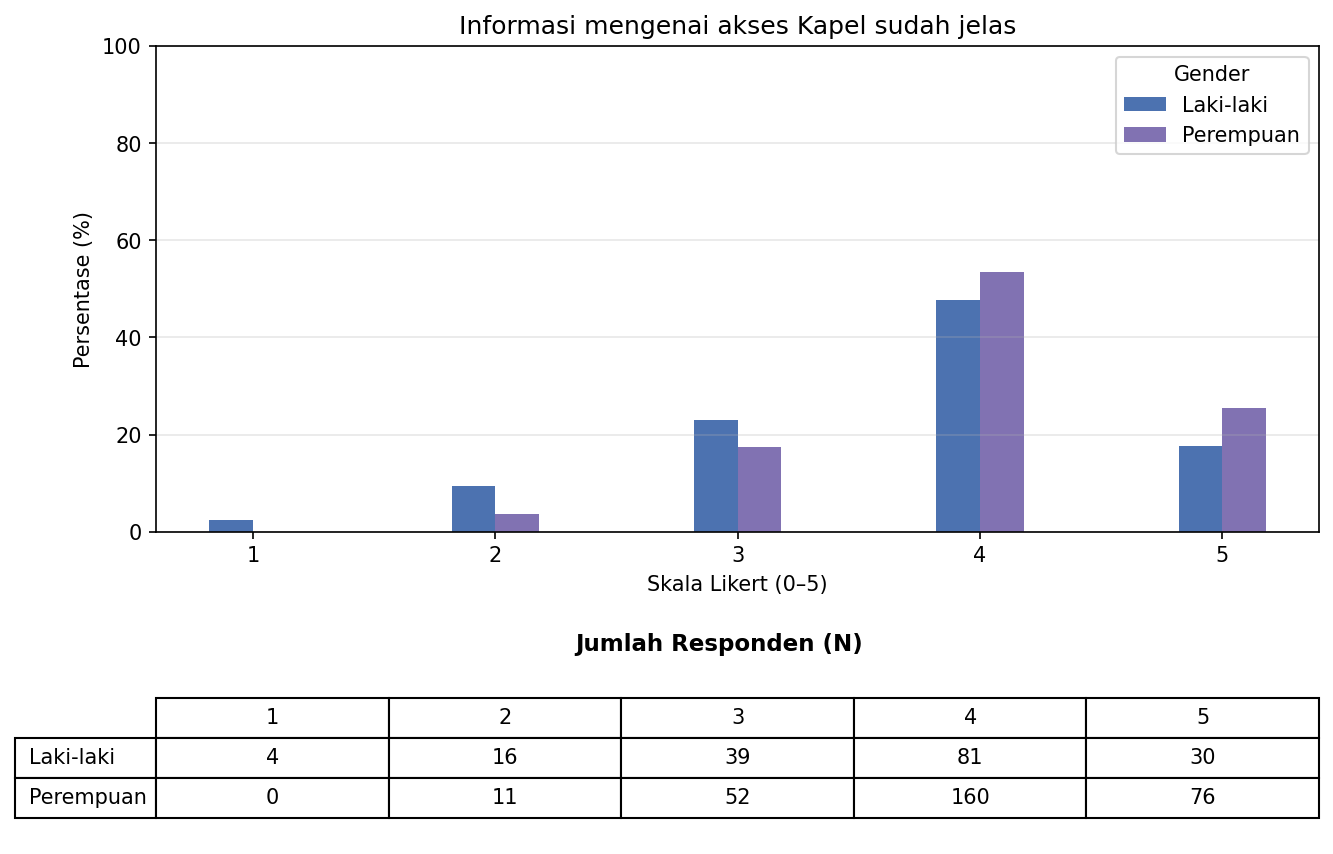 Informasi mengenai akses Kapel sudah jelas
100
80
60
40
20
0
Persentase (%)
Gender
Laki-laki
Perempuan
1 2 3 4 5
Skala Likert (0–5)
Jumlah Responden (N)
1 2 3 4 5
Laki-laki 4 16 39 81 30
Perempuan 0 11 52 160 76